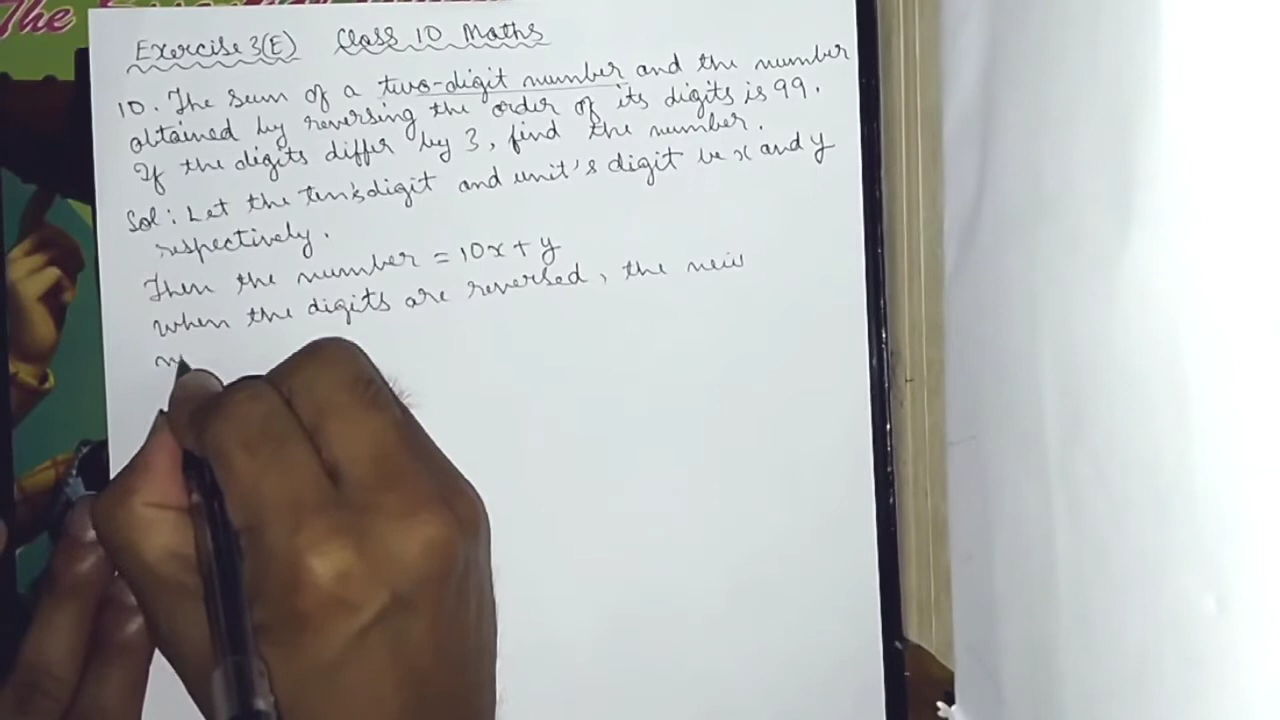 The
Exercise 3(E) Class 10 Maths
10. The sum of a two-digit number and the number
obtained by reversing the order of its digits is 99.
If the digits differ by 3, find the number.
Sol: Let the ten's digit and unit's digit be x and y
respectively.
Then the number = 10x + y
When the digits are reversed, the new